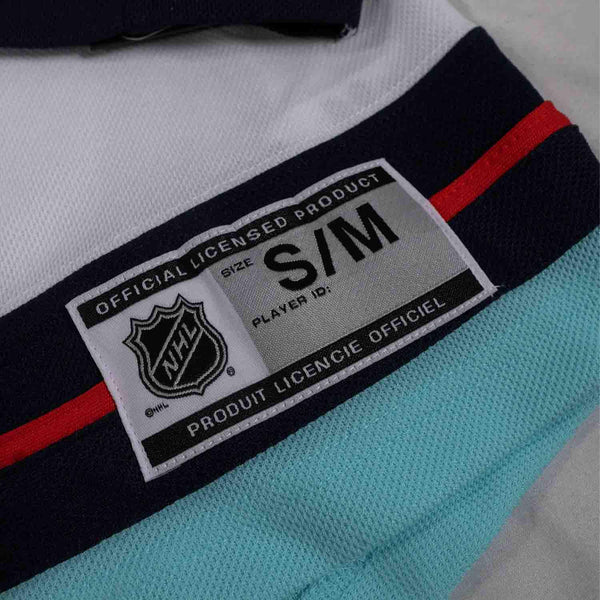 OFFICIAL LICENSED PRODUCT
SIZE S/M
PLAYER ID:
NHL
©NHL ®
PRODUIT LICENCIE OFFICIEL